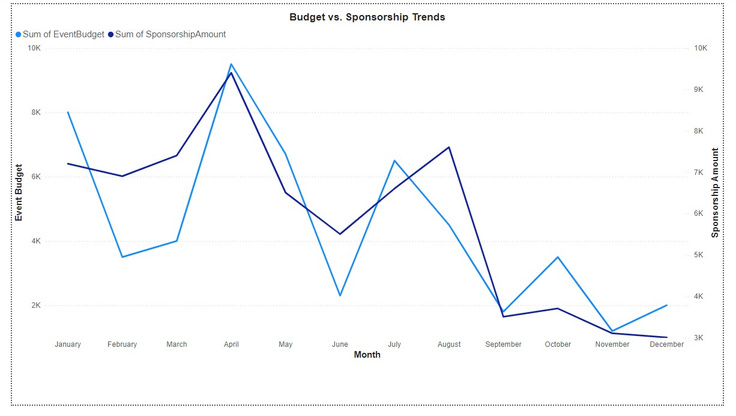 Budget vs. Sponsorship Trends
Sum of EventBudget Sum of SponsorshipAmount
10K
8K
6K
4K
2K
Event Budget
10K
9K
8K
7K
6K
5K
4K
3K
Sponsorship Amount
January February March April May June July August September October November December
Month